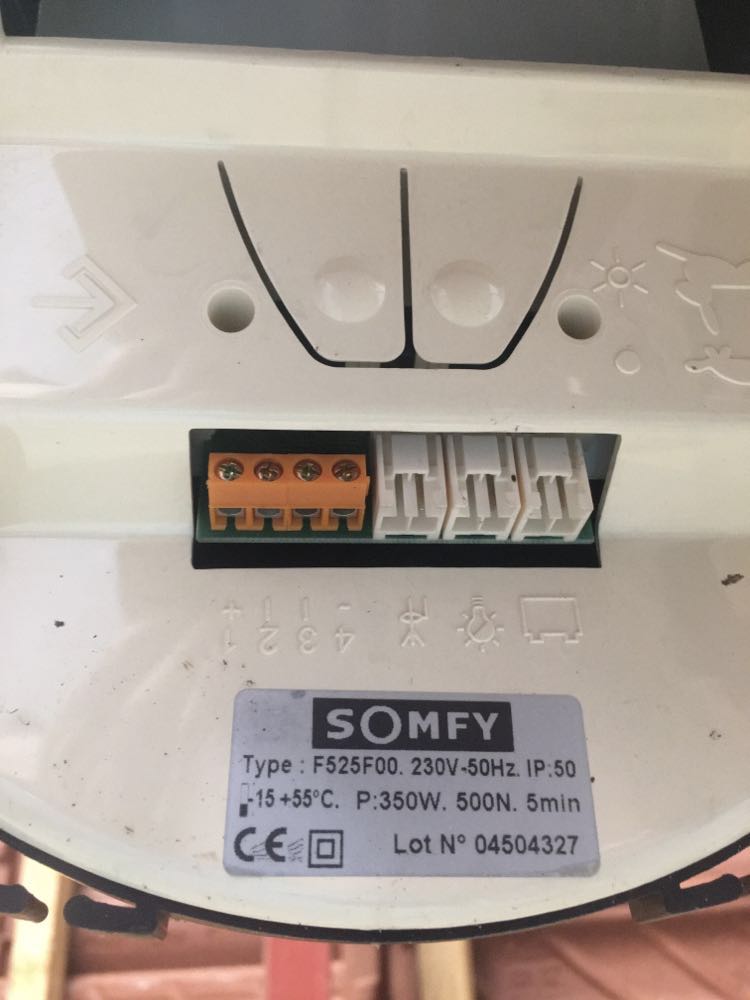 1 2 3 4
+ -
SOMFY
Type : F525F00. 230V-50Hz. IP:50
-15 +55°C. P:350W. 500N. 5min
CE Lot N° 04504327